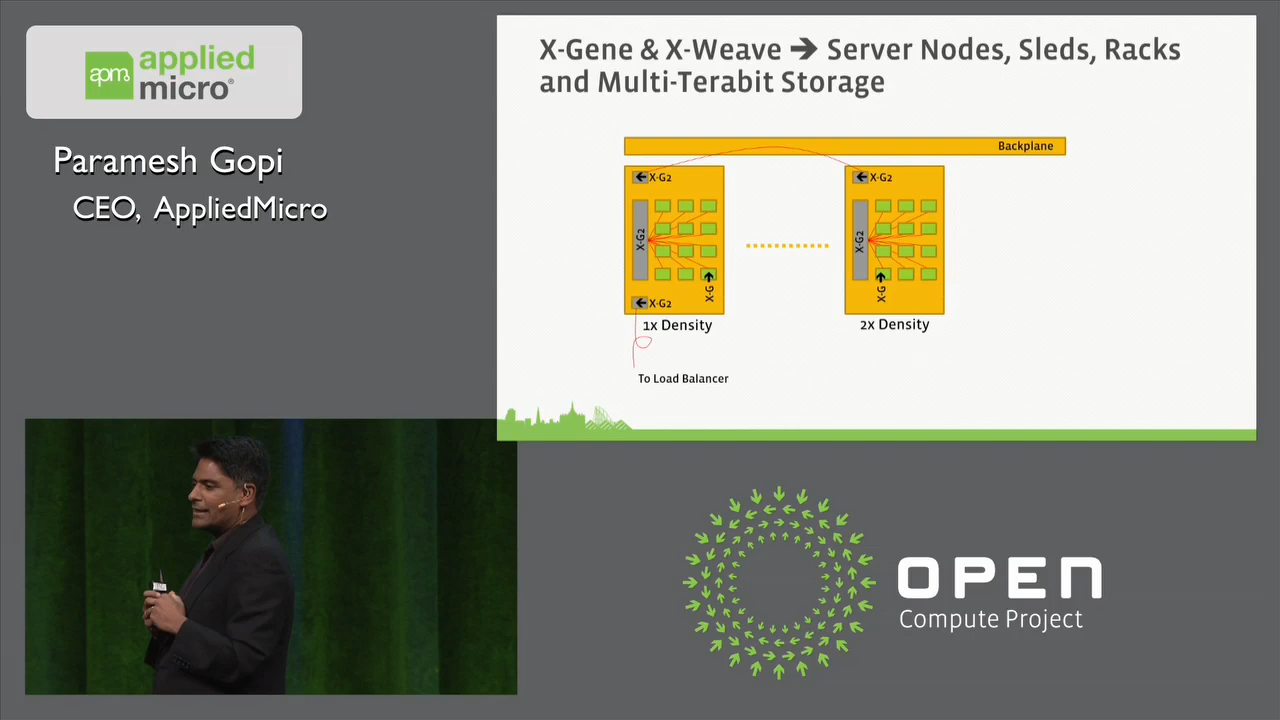 apm
applied
micro®
Paramesh Gopi
CEO, AppliedMicro
X-Gene & X-Weave ➔ Server Nodes, Sleds, Racks
and Multi-Terabit Storage
Backplane
X-G2
X-G2
X-G2
X-G2
X-G
X-G
X-G2
1x Density
2x Density
To Load Balancer
OPEN
Compute Project